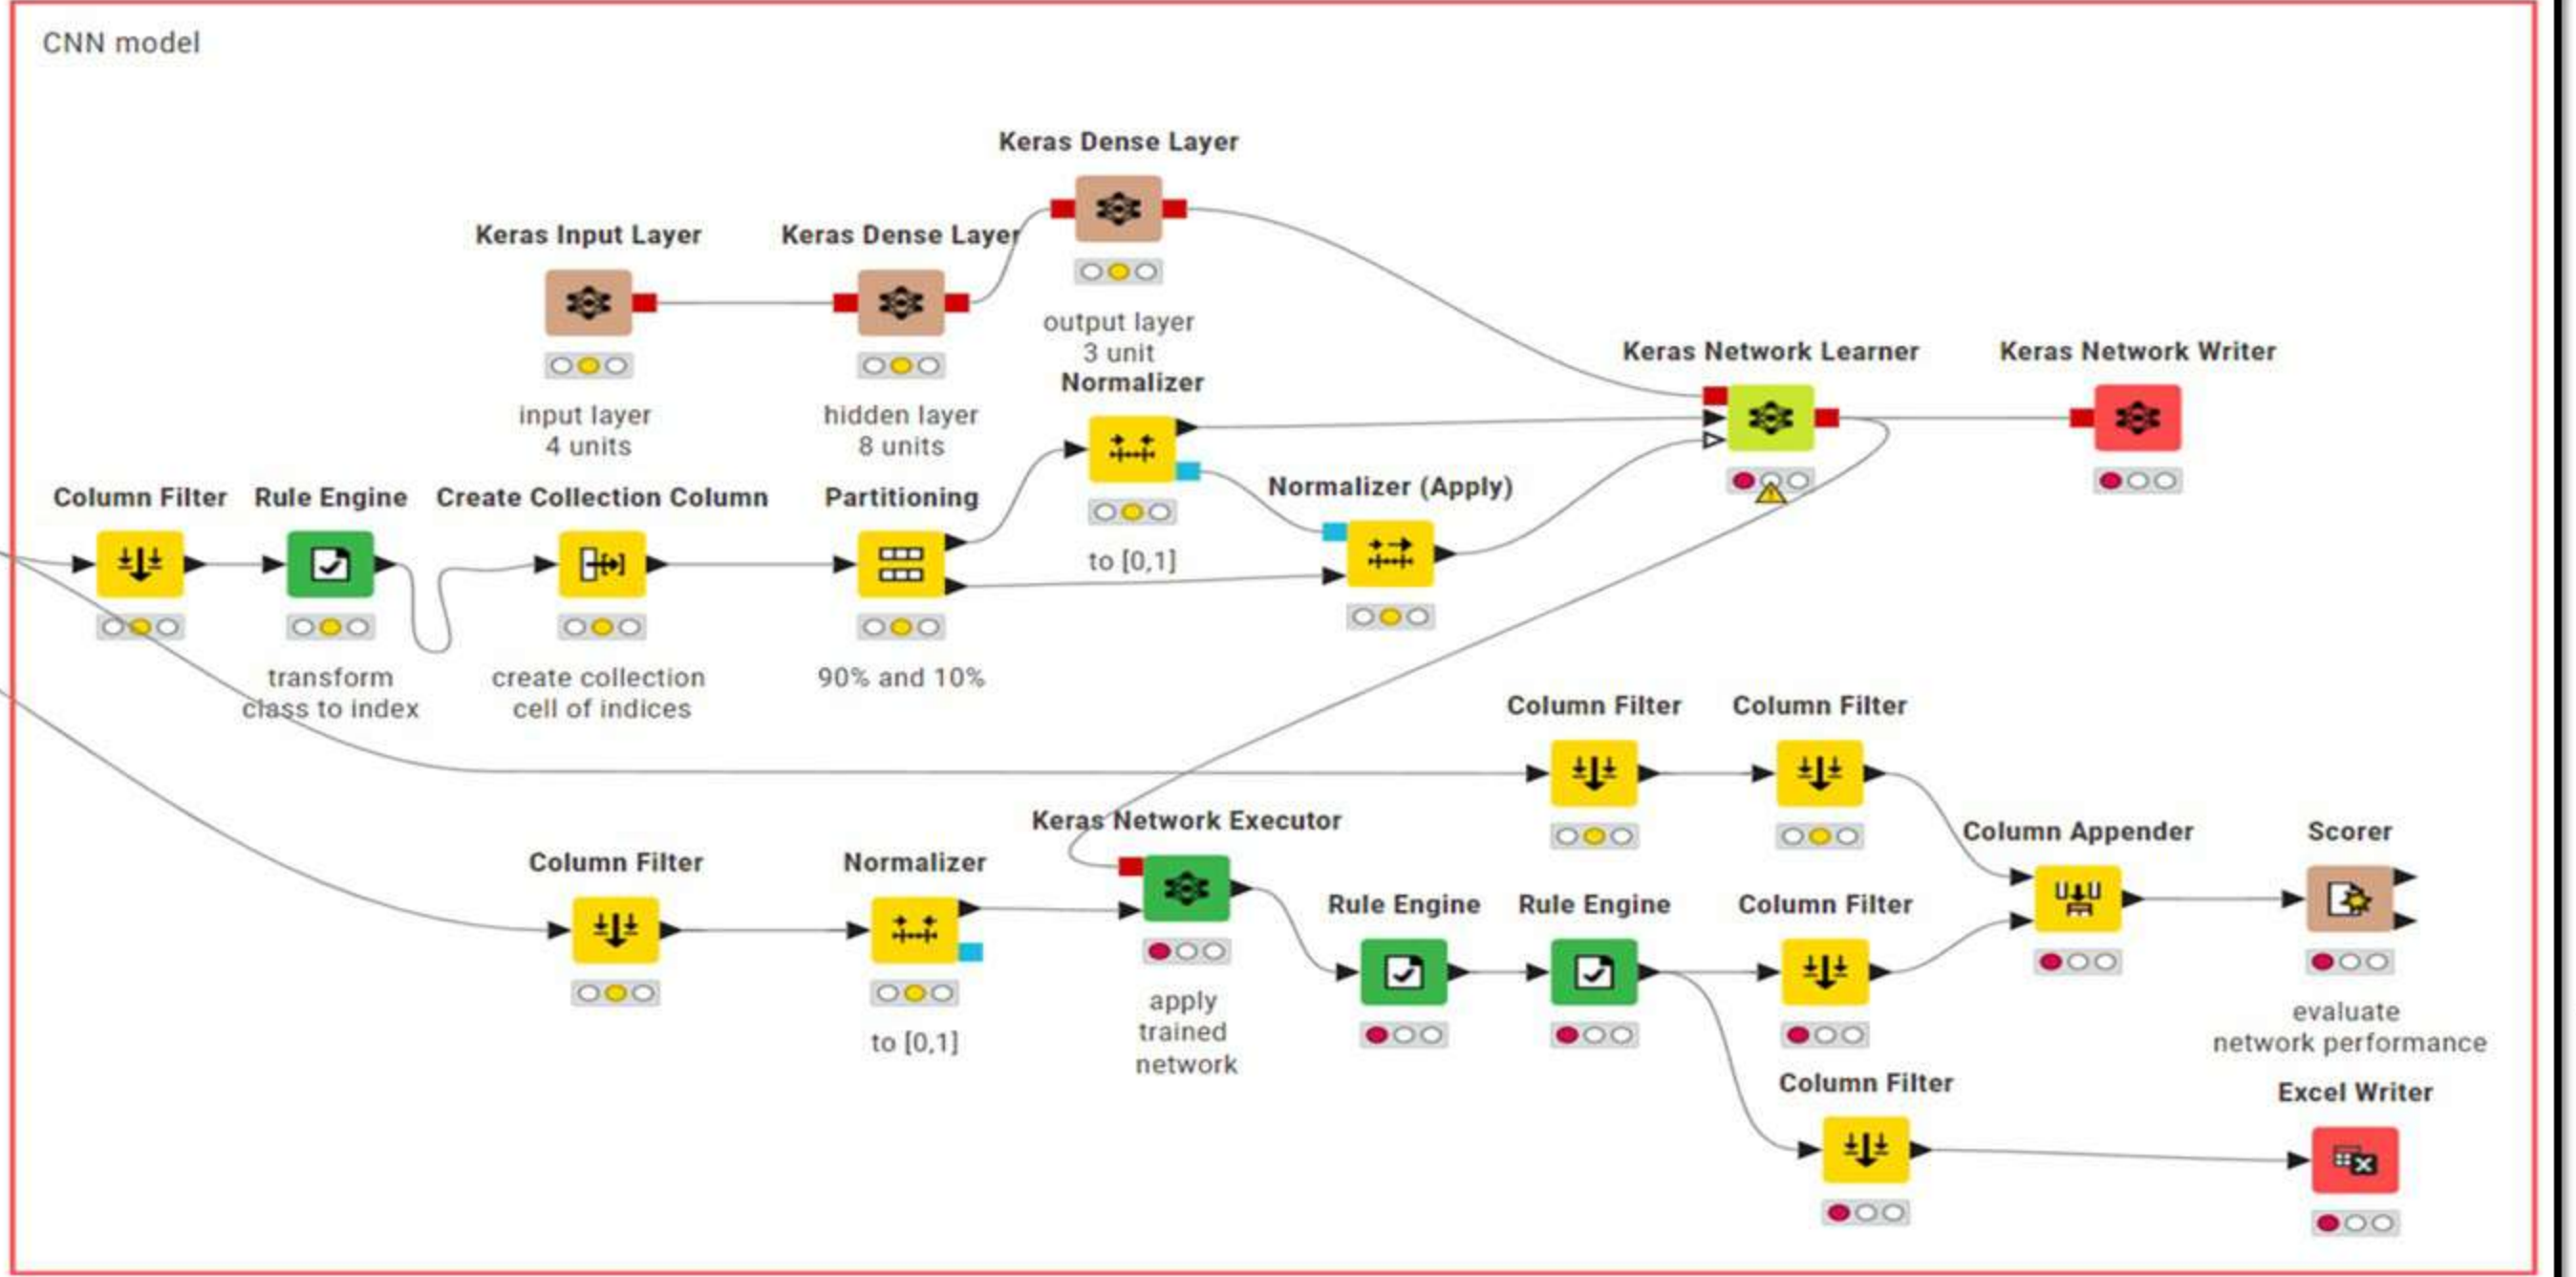 CNN model
Keras Dense Layer
Keras Input Layer
Keras Dense Layer
output layer
3 unit
Keras Network Learner
Keras Network Writer
input layer
4 units
hidden layer
8 units
Normalizer
Normalizer (Apply)
Column Filter
Rule Engine
Create Collection Column
Partitioning
to [0,1]
transform
class to index
create collection
cell of indices
90% and 10%
Column Filter
Column Filter
Keras Network Executor
Column Appender
Scorer
Column Filter
Normalizer
Rule Engine
Rule Engine
Column Filter
to [0,1]
apply
trained
network
evaluate
network performance
Column Filter
Excel Writer